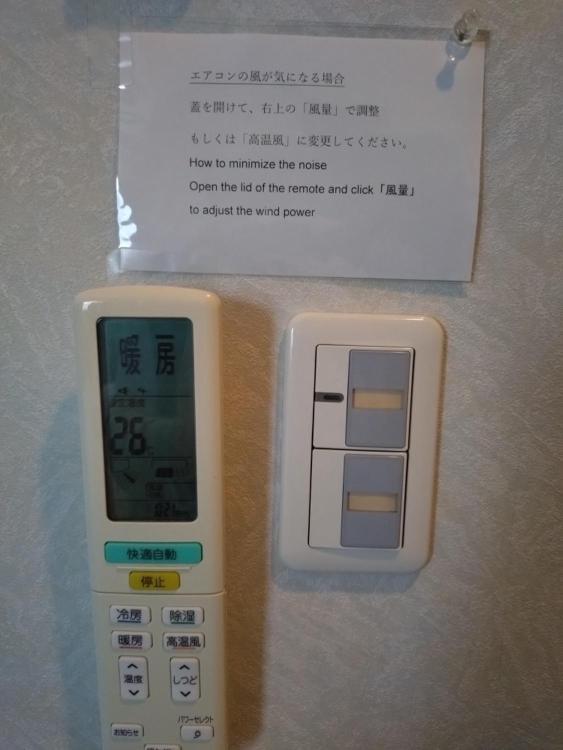 エアコンの風が気になる場合
蓋を開けて、右上の「風量」で調整
もしくは「高温風」に変更してください。
How to minimize the noise
Open the lid of the remote and click「風量」
to adjust the wind power
暖房
設定温度
26℃
快適自動
停止
冷房 除湿
暖房 高温風
温度 しつど
パワーセレクト
お知らせ